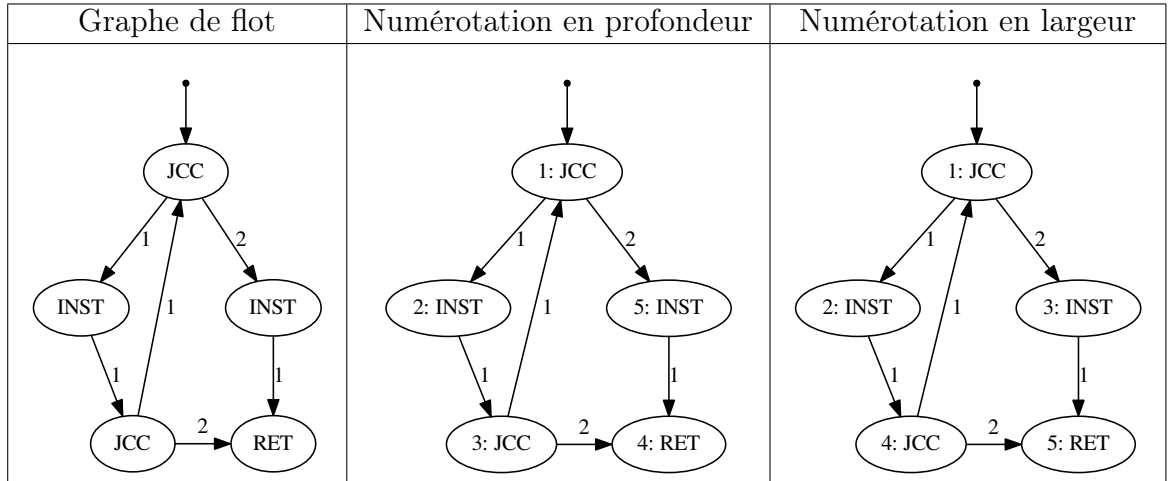 Graphe de flot
Numérotation en profondeur
Numérotation en largeur
JCC
1
2
INST
INST
1
1
1
JCC
2
RET
1: JCC
1
2
2: INST
5: INST
1
1
1
3: JCC
2
4: RET
1: JCC
1
2
2: INST
3: INST
1
1
1
4: JCC
2
5: RET